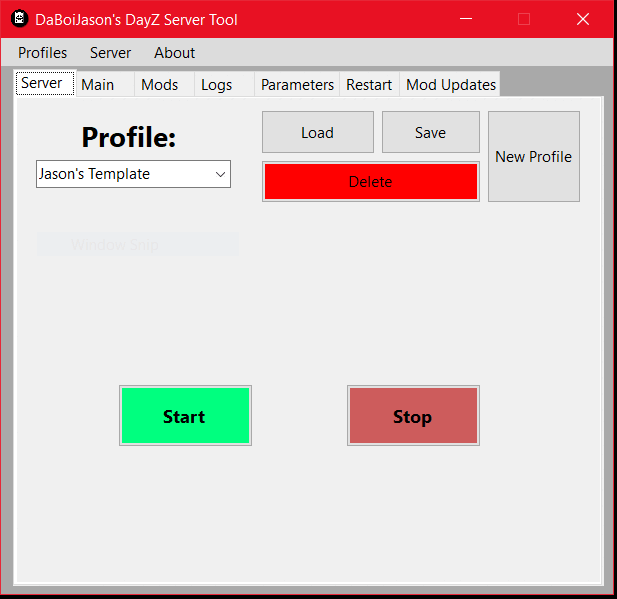 DaBoiJason's DayZ Server Tool
Profiles Server About
Server Main Mods Logs Parameters Restart Mod Updates
Profile:
Load Save New Profile
Jason's Template
Delete
Window Snip
Start Stop